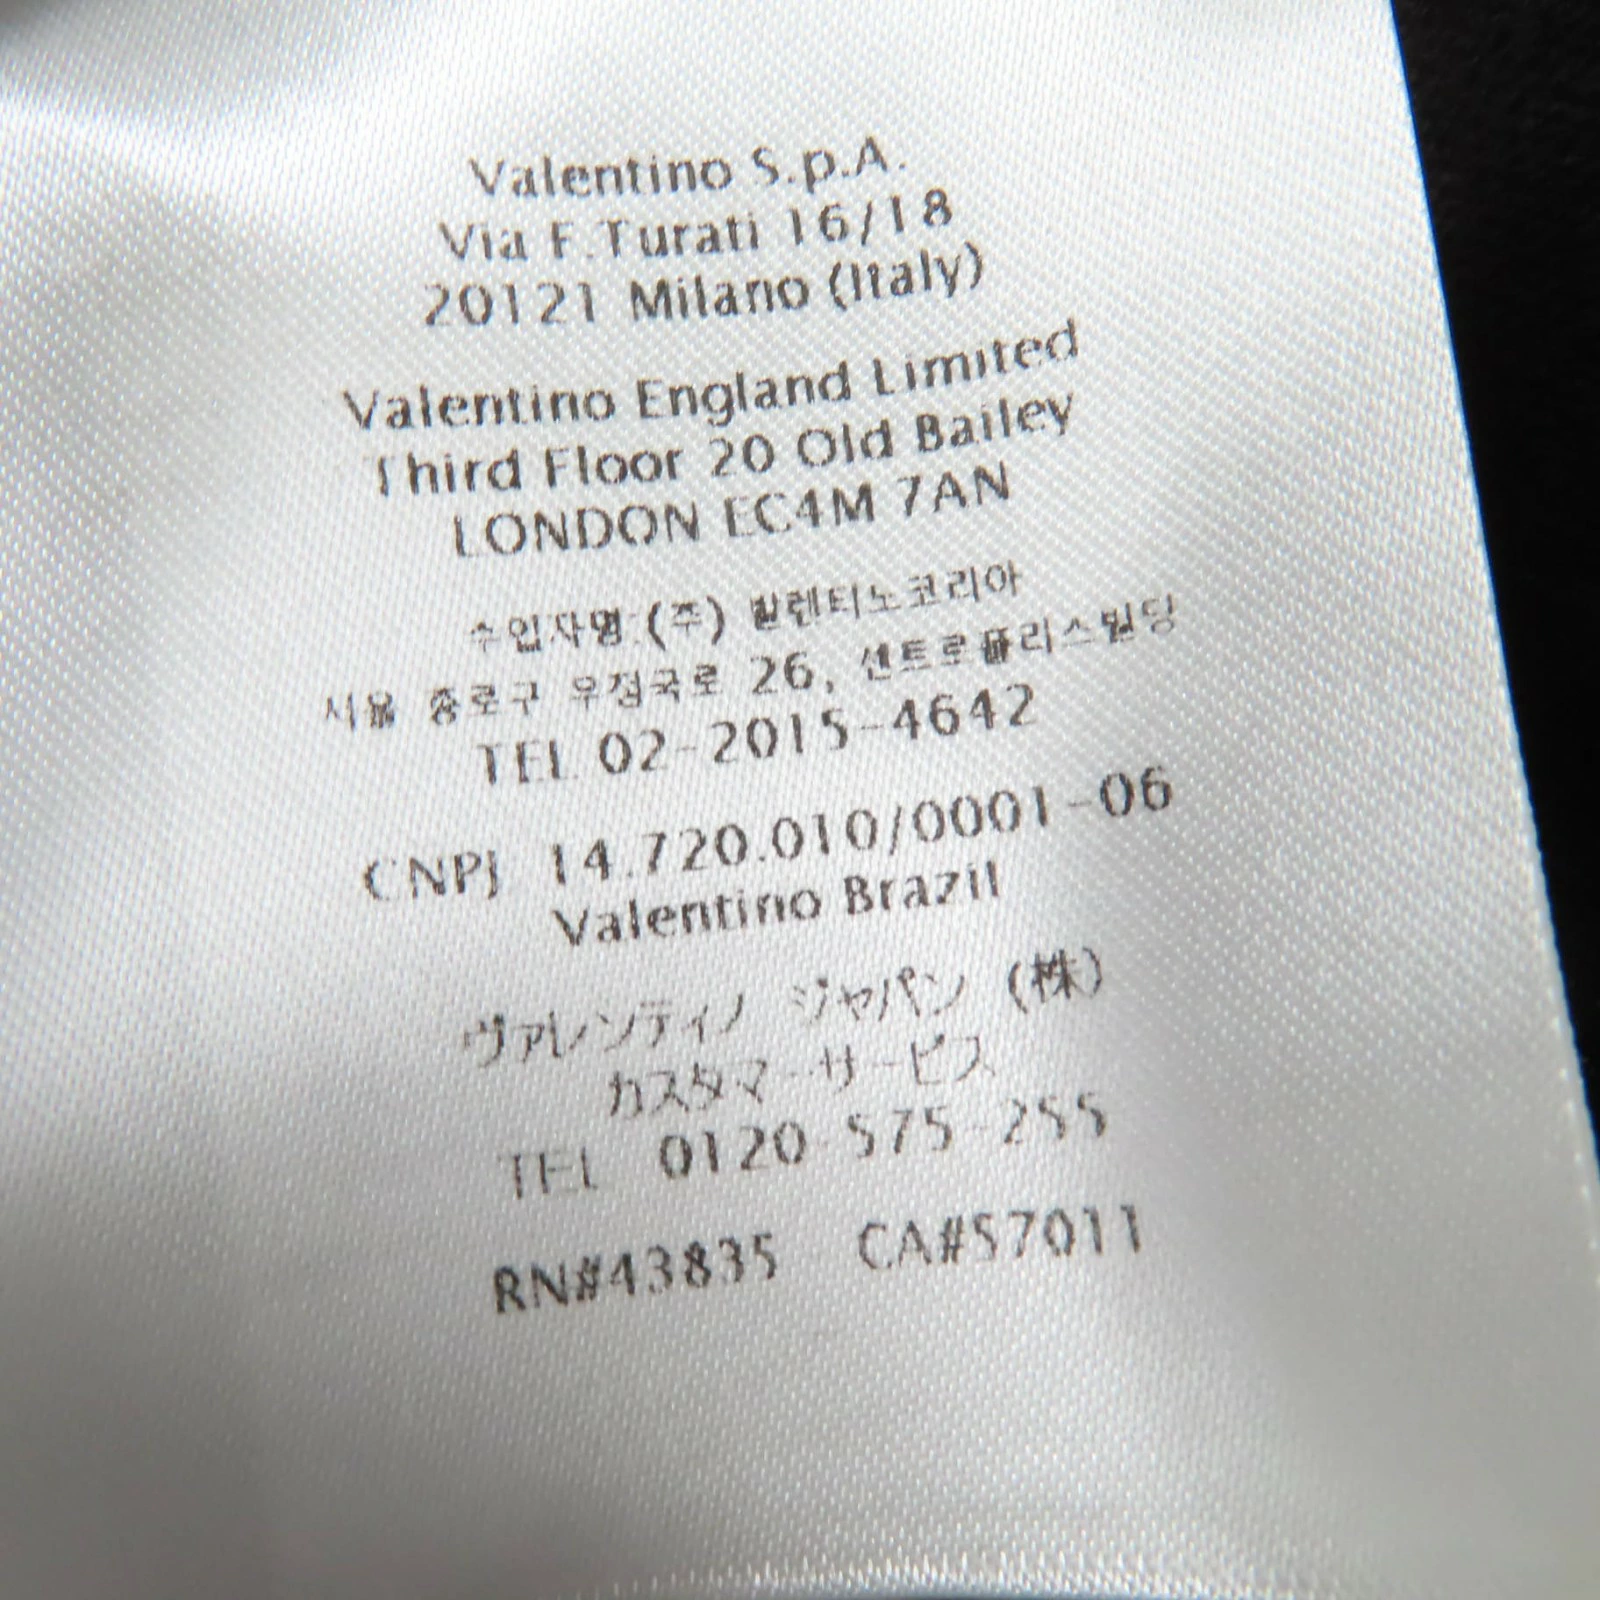 Valentino S.p.A.
Via F.Turati 16/18
20121 Milano (Italy)
Valentino England Limited
Third Floor 20 Old Bailey
LONDON EC4M 7AN
수입자명:(주) 발렌티노코리아
서울 종로구 우정국로 26, 센트로폴리스빌딩
TEL 02-2015-4642
CNPJ 14.720.010/0001-06
Valentino Brazil
ヴァレンティノ ジャパン (株)
カスタマーサービス
TEL 0120-575-255
RN#43835 CA#57011